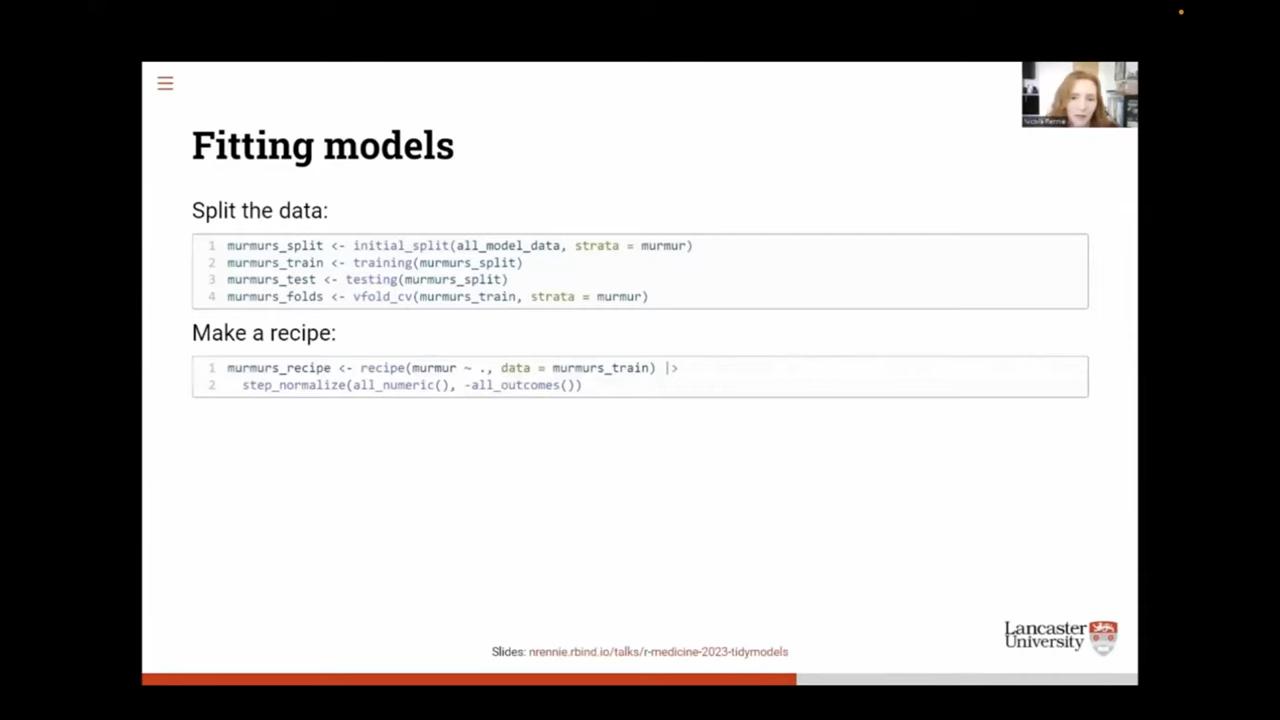 Fitting models
Nicola Rennie
Split the data:
1 murmurs_split <- initial_split(all_model_data, strata = murmur)
2 murmurs_train <- training(murmurs_split)
3 murmurs_test <- testing(murmurs_split)
4 murmurs_folds <- vfold_cv(murmurs_train, strata = murmur)
Make a recipe:
1 murmurs_recipe <- recipe(murmur ~ ., data = murmurs_train) |>
2 step_normalize(all_numeric(), -all_outcomes())
Lancaster
University
Slides: nrennie.rbind.io/talks/r-medicine-2023-tidymodels